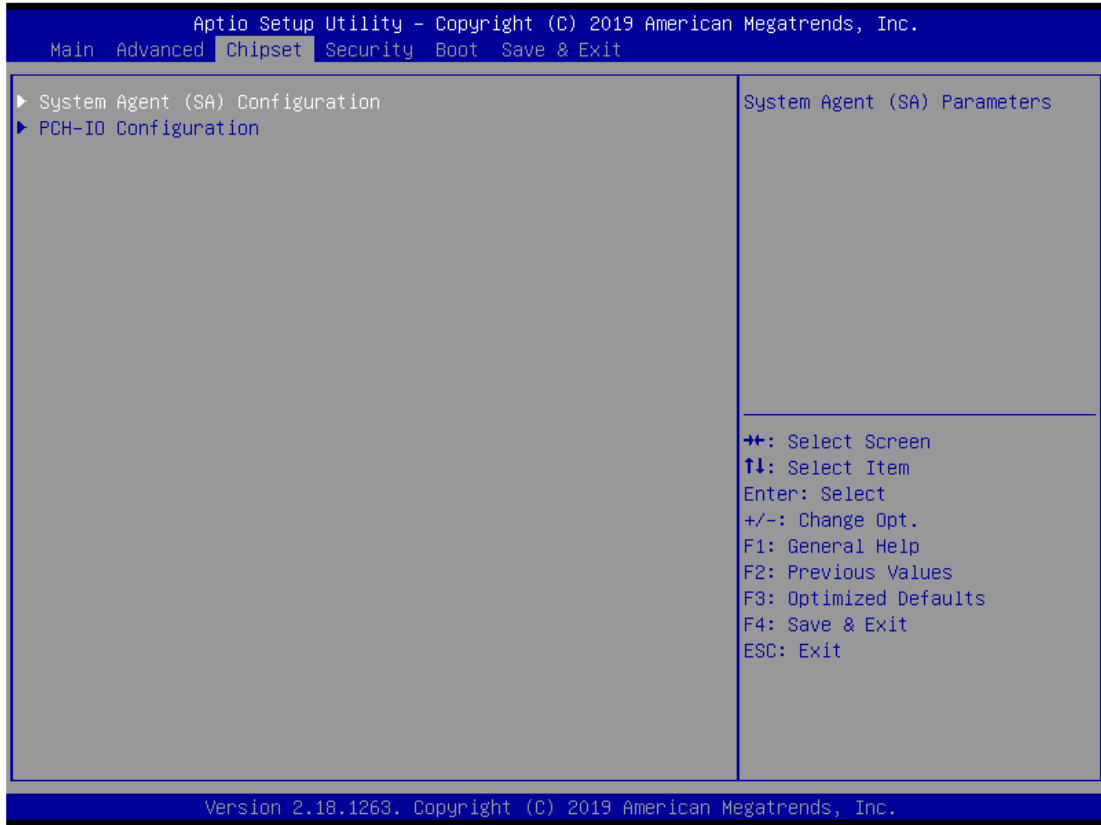 Aptio Setup Utility – Copyright (C) 2019 American Megatrends, Inc.
Main Advanced Chipset Security Boot Save & Exit
▶ System Agent (SA) Configuration
▶ PCH-IO Configuration
System Agent (SA) Parameters
→←: Select Screen
↑↓: Select Item
Enter: Select
+/-: Change Opt.
F1: General Help
F2: Previous Values
F3: Optimized Defaults
F4: Save & Exit
ESC: Exit
Version 2.18.1263. Copyright (C) 2019 American Megatrends, Inc.